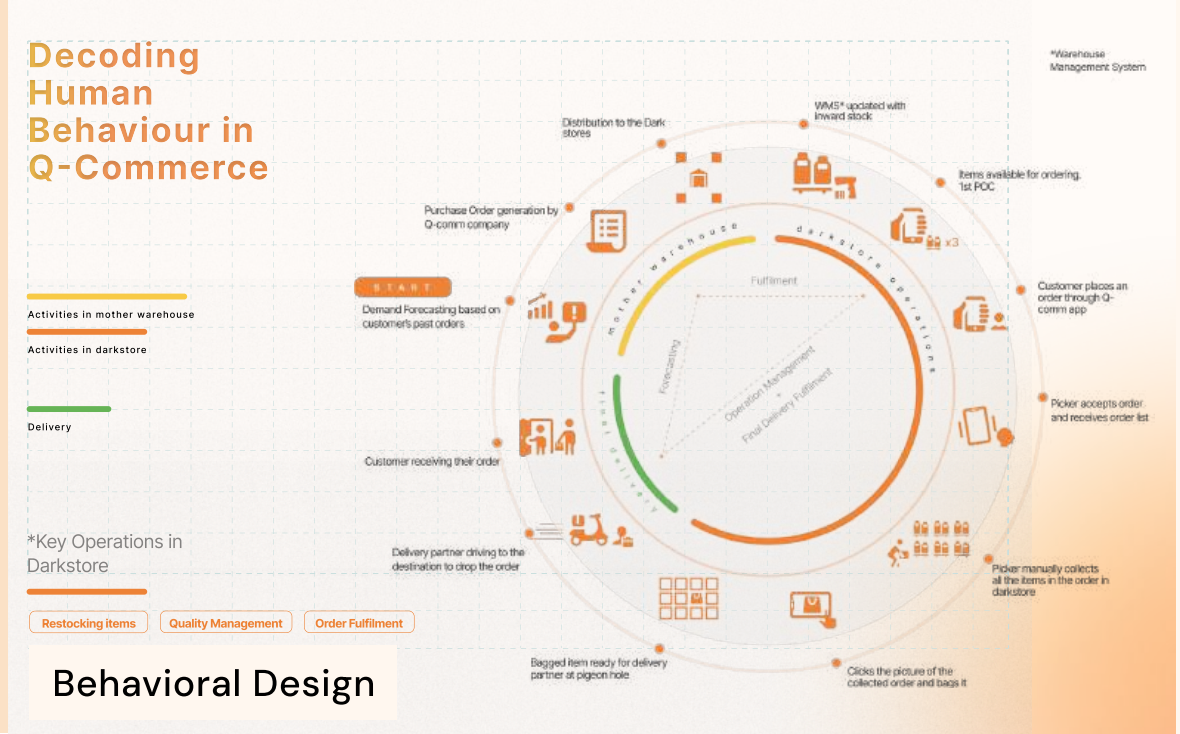 Decoding
Human
Behaviour in
Q-Commerce
*Warehouse
Management System
Activities in mother warehouse
Activities in darkstore
Delivery
*Key Operations in
Darkstore
Restocking items
Quality Management
Order Fulfilment
Behavioral Design
START
Demand Forecasting based on
customer's past orders
Purchase Order generation by
Q-comm company
Distribution to the Dark
stores
WMS* updated with
inward stock
Items available for ordering.
1st POC
x3
Customer places an
order through Q-
comm app
Picker accepts order
and receives order list
Picker manually collects
all the items in the order in
darkstore
Clicks the picture of the
collected order and bags it
Bagged item ready for delivery
partner at pigeon hole
Delivery partner driving to the
destination to drop the order
Customer receiving their order
mother warehouse
darkstore operations
final delivery
Fulfilment
Forecasting
Operation Management
+
Final Delivery Fulfilment